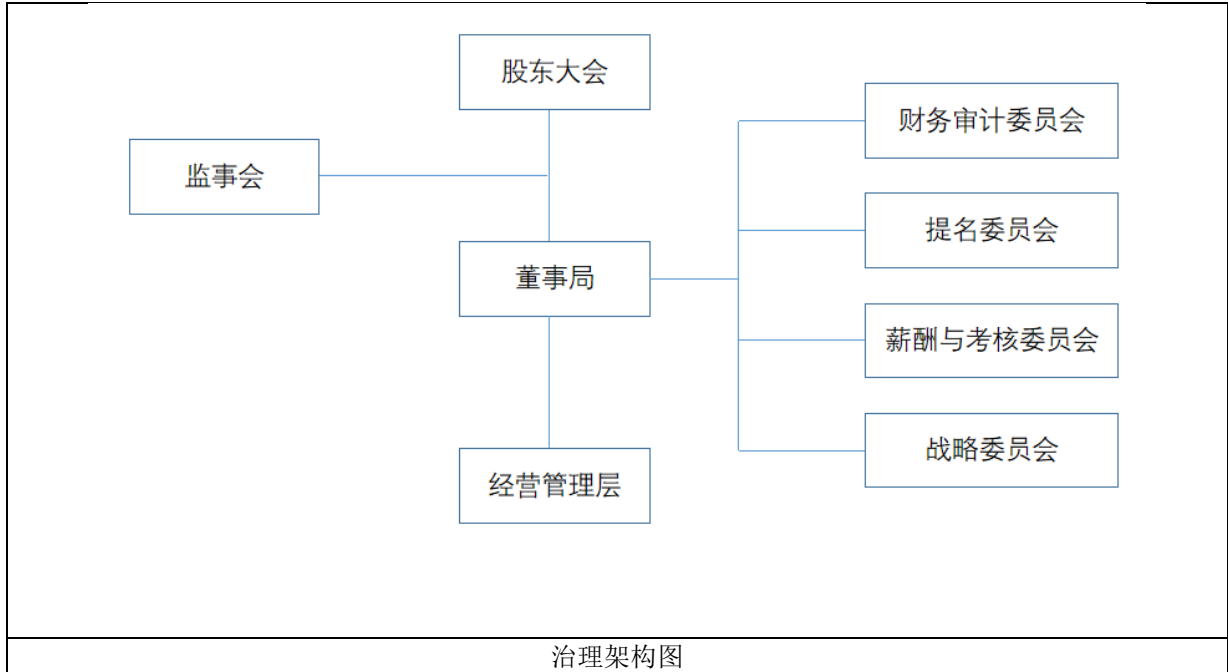 股东大会
财务审计委员会
监事会
提名委员会
董事局
薪酬与考核委员会
战略委员会
经营管理层
治理架构图